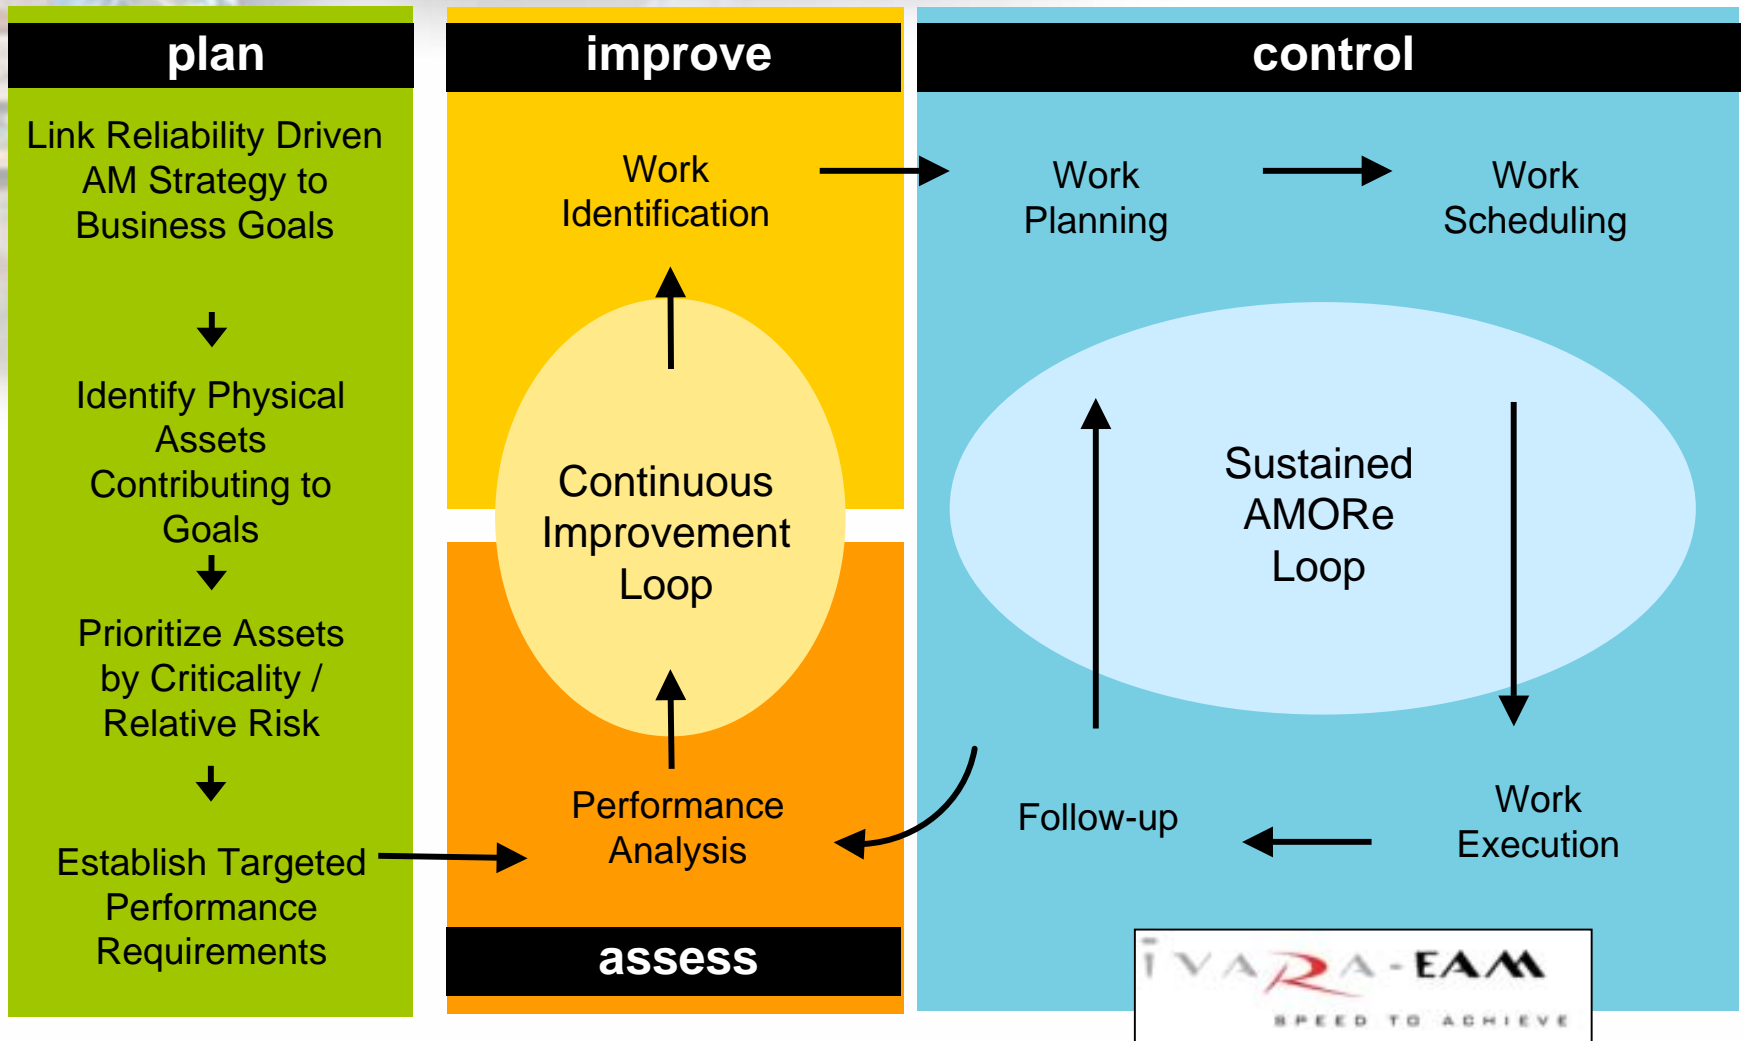 plan
Link Reliability Driven
AM Strategy to
Business Goals
Identify Physical
Assets
Contributing to
Goals
Prioritize Assets
by Criticality /
Relative Risk
Establish Targeted
Performance
Requirements
improve
Work
Identification
Continuous
Improvement
Loop
Performance
Analysis
assess
control
Work
Planning
Work
Scheduling
Sustained
AMORe
Loop
Follow-up
Work
Execution
iVARA-EAM
SPEED TO ACHIEVE